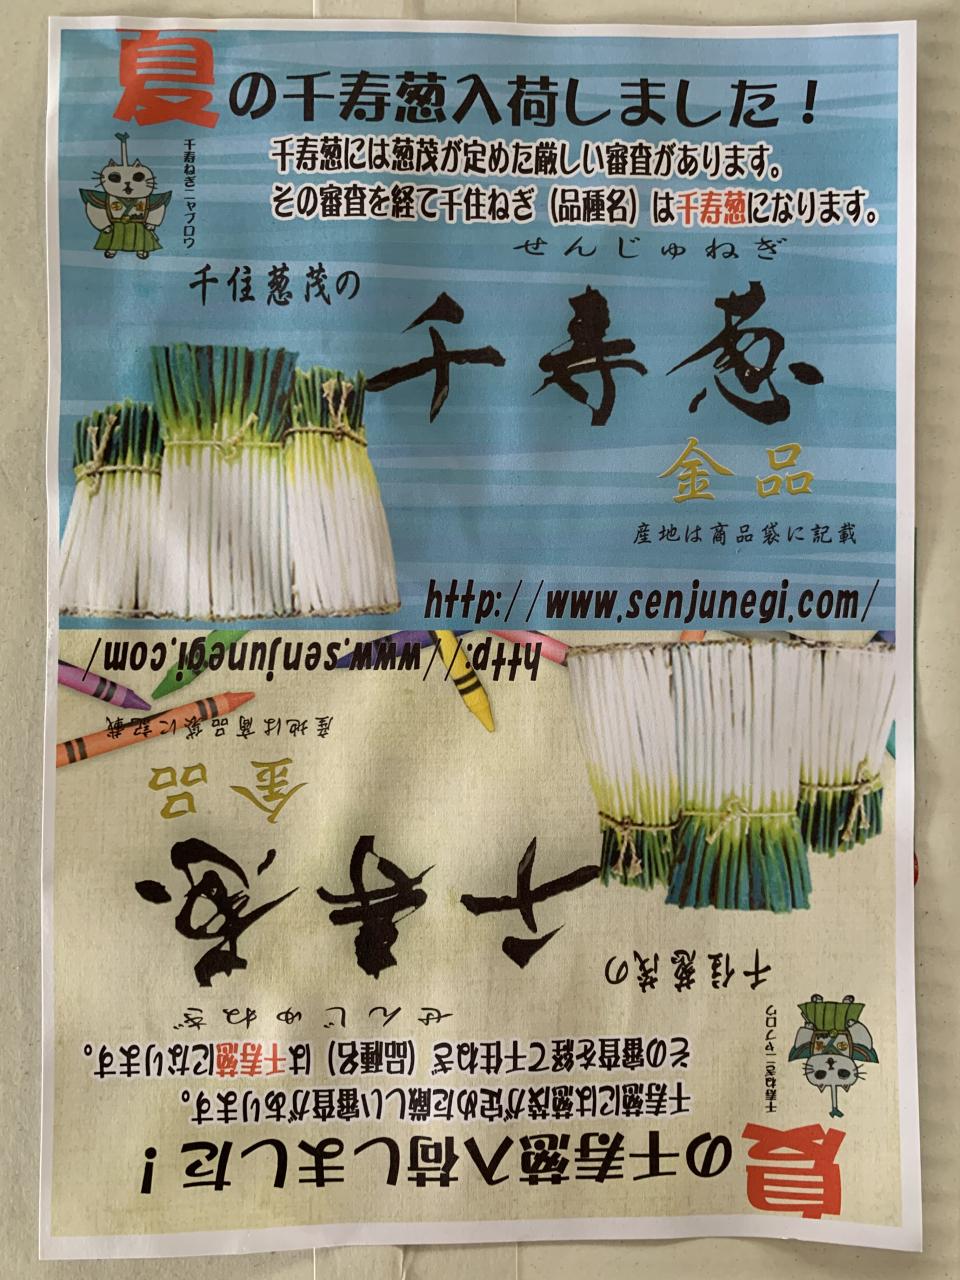 夏の千寿葱入荷しました！
千寿葱には葱茂が定めた厳しい審査があります。
その審査を経て千住ねぎ（品種名）は千寿葱になります。
千寿ねぎニャブロウ
せんじゅねぎ
千住葱茂の
千寿葱
金品
産地は商品袋に記載
http://www.senjunegi.com/
夏の千寿葱入荷しました！
千寿葱には葱茂が定めた厳しい審査があります。
その審査を経て千住ねぎ（品種名）は千寿葱になります。
千寿ねぎニャブロウ
せんじゅねぎ
千住葱茂の
千寿葱
金品
産地は商品袋に記載
http://www.senjunegi.com/